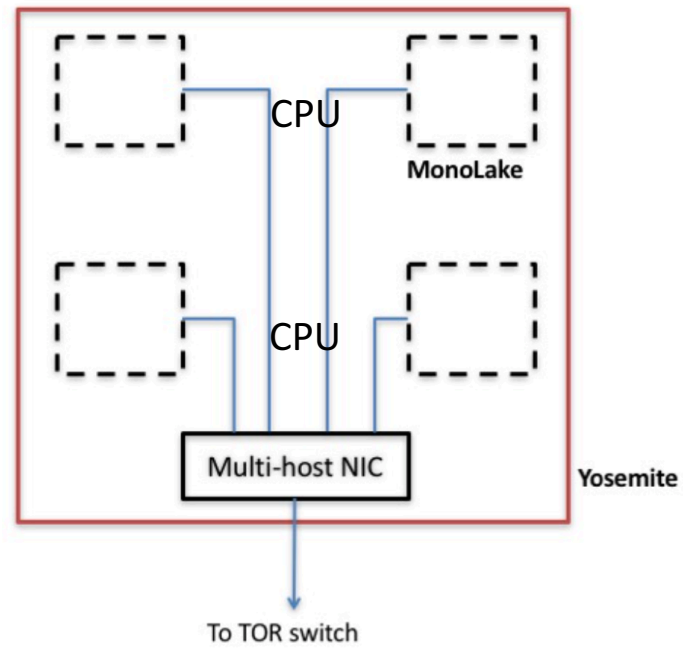 CPU
MonoLake
CPU
Multi-host NIC
Yosemite
To TOR switch